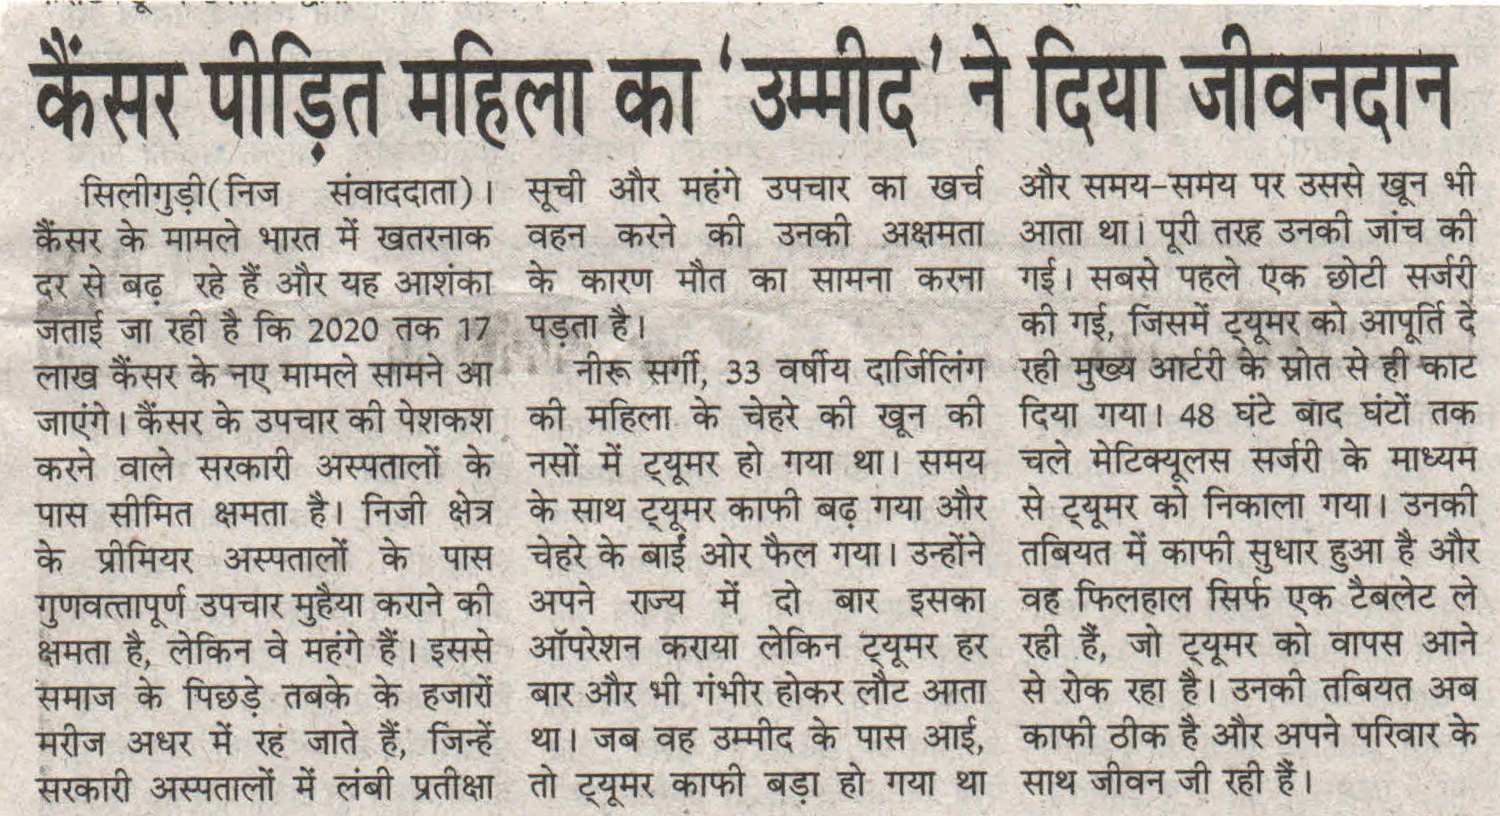 कैंसर पीड़ित महिला का 'उम्मीद' ने दिया जीवनदान
सिलीगुड़ी(निज संवाददाता)।
कैंसर के मामले भारत में खतरनाक
दर से बढ़ रहे हैं और यह आशंका
जताई जा रही है कि 2020 तक 17
लाख कैंसर के नए मामले सामने आ
जाएंगे। कैंसर के उपचार की पेशकश
करने वाले सरकारी अस्पतालों के
पास सीमित क्षमता है। निजी क्षेत्र
के प्रीमियर अस्पतालों के पास
गुणवत्तापूर्ण उपचार मुहैया कराने की
क्षमता है, लेकिन वे महंगे हैं। इससे
समाज के पिछड़े तबके के हजारों
मरीज अधर में रह जाते हैं, जिन्हें
सरकारी अस्पतालों में लंबी प्रतीक्षा
सूची और महंगे उपचार का खर्च
वहन करने की उनकी अक्षमता
के कारण मौत का सामना करना
पड़ता है।
नीरू सर्गी, 33 वर्षीय दार्जिलिंग
की महिला के चेहरे की खून की
नसों में ट्यूमर हो गया था। समय
के साथ ट्यूमर काफी बढ़ गया और
चेहरे के बाईं ओर फैल गया। उन्होंने
अपने राज्य में दो बार इसका
ऑपरेशन कराया लेकिन ट्यूमर हर
बार और भी गंभीर होकर लौट आता
था। जब वह उम्मीद के पास आई,
तो ट्यूमर काफी बड़ा हो गया था
और समय-समय पर उससे खून भी
आता था। पूरी तरह उनकी जांच की
गई। सबसे पहले एक छोटी सर्जरी
की गई, जिसमें ट्यूमर को आपूर्ति दे
रही मुख्य आर्टरी के स्रोत से ही काट
दिया गया। 48 घंटे बाद घंटों तक
चले मेटिक्यूलस सर्जरी के माध्यम
से ट्यूमर को निकाला गया। उनकी
तबियत में काफी सुधार हुआ है और
वह फिलहाल सिर्फ एक टैबलेट ले
रही हैं, जो ट्यूमर को वापस आने
से रोक रहा है। उनकी तबियत अब
काफी ठीक है और अपने परिवार के
साथ जीवन जी रही हैं।